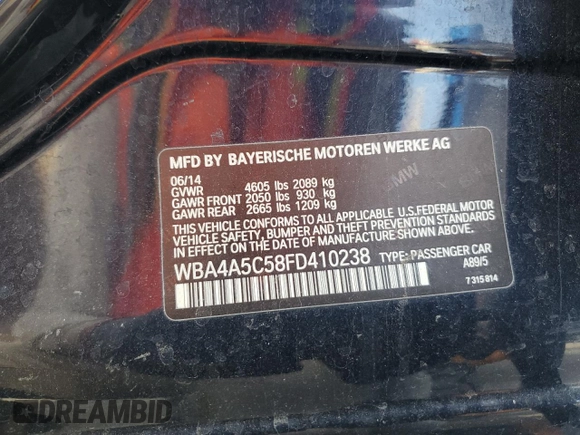 MFD BY BAYERISCHE MOTOREN WERKE AG
06/14
GVWR 4605 lbs 2089 kg
GAWR FRONT 2050 lbs 930 kg
GAWR REAR 2665 lbs 1209 kg
BMW
THIS VEHICLE CONFORMS TO ALL APPLICABLE U.S.FEDERAL MOTOR
VEHICLE SAFETY, BUMPER, AND THEFT PREVENTION STANDARDS
IN EFFECT ON THE DATE OF MANUFACTURE SHOWN ABOVE.
WBA4A5C58FD410238 TYPE: PASSENGER CAR
A89/5
7 315 814
DREAMBID